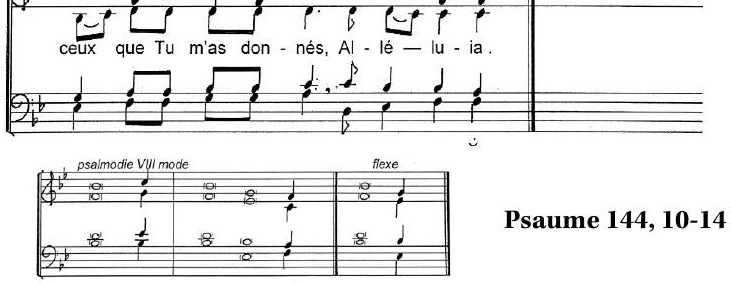 ceux que Tu m'as don - nés, Al - lé — lu - ia .
psalmodie VIII mode
flexe
Psaume 144, 10-14